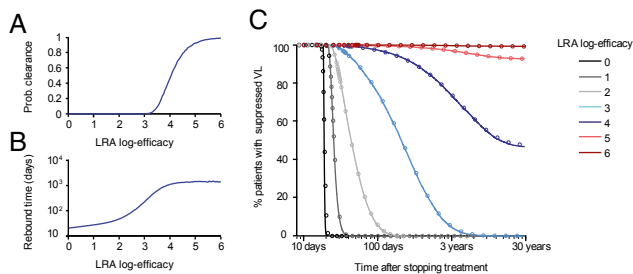 A
Prob. clearance
1
0.8
0.6
0.4
0.2
0
0 1 2 3 4 5 6
LRA log-efficacy
B
Rebound time (days)
10⁴
10³
10²
10
0 1 2 3 4 5 6
LRA log-efficacy
C
% patients with suppressed VL
100
80
60
40
20
0
10 days 100 days 3 years 30 years
Time after stopping treatment
LRA log-efficacy
0
1
2
3
4
5
6